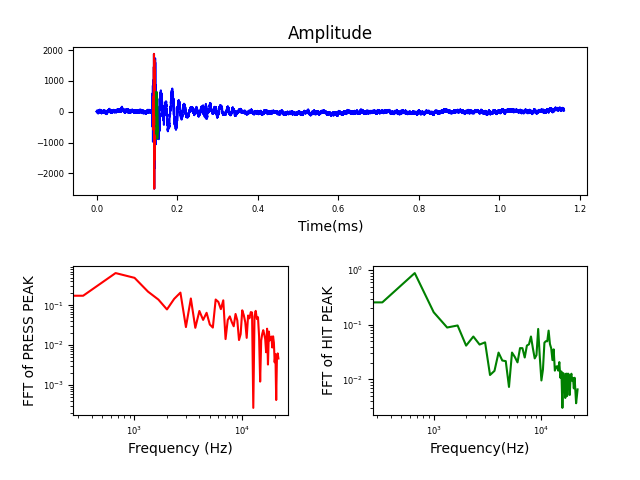 Amplitude
2000
1000
0
−1000
−2000
0.0 0.2 0.4 0.6 0.8 1.0 1.2
Time(ms)
FFT of PRESS PEAK
10⁻¹
10⁻²
10⁻³
10³ 10⁴
Frequency (Hz)
FFT of HIT PEAK
10⁰
10⁻¹
10⁻²
10³ 10⁴
Frequency(Hz)